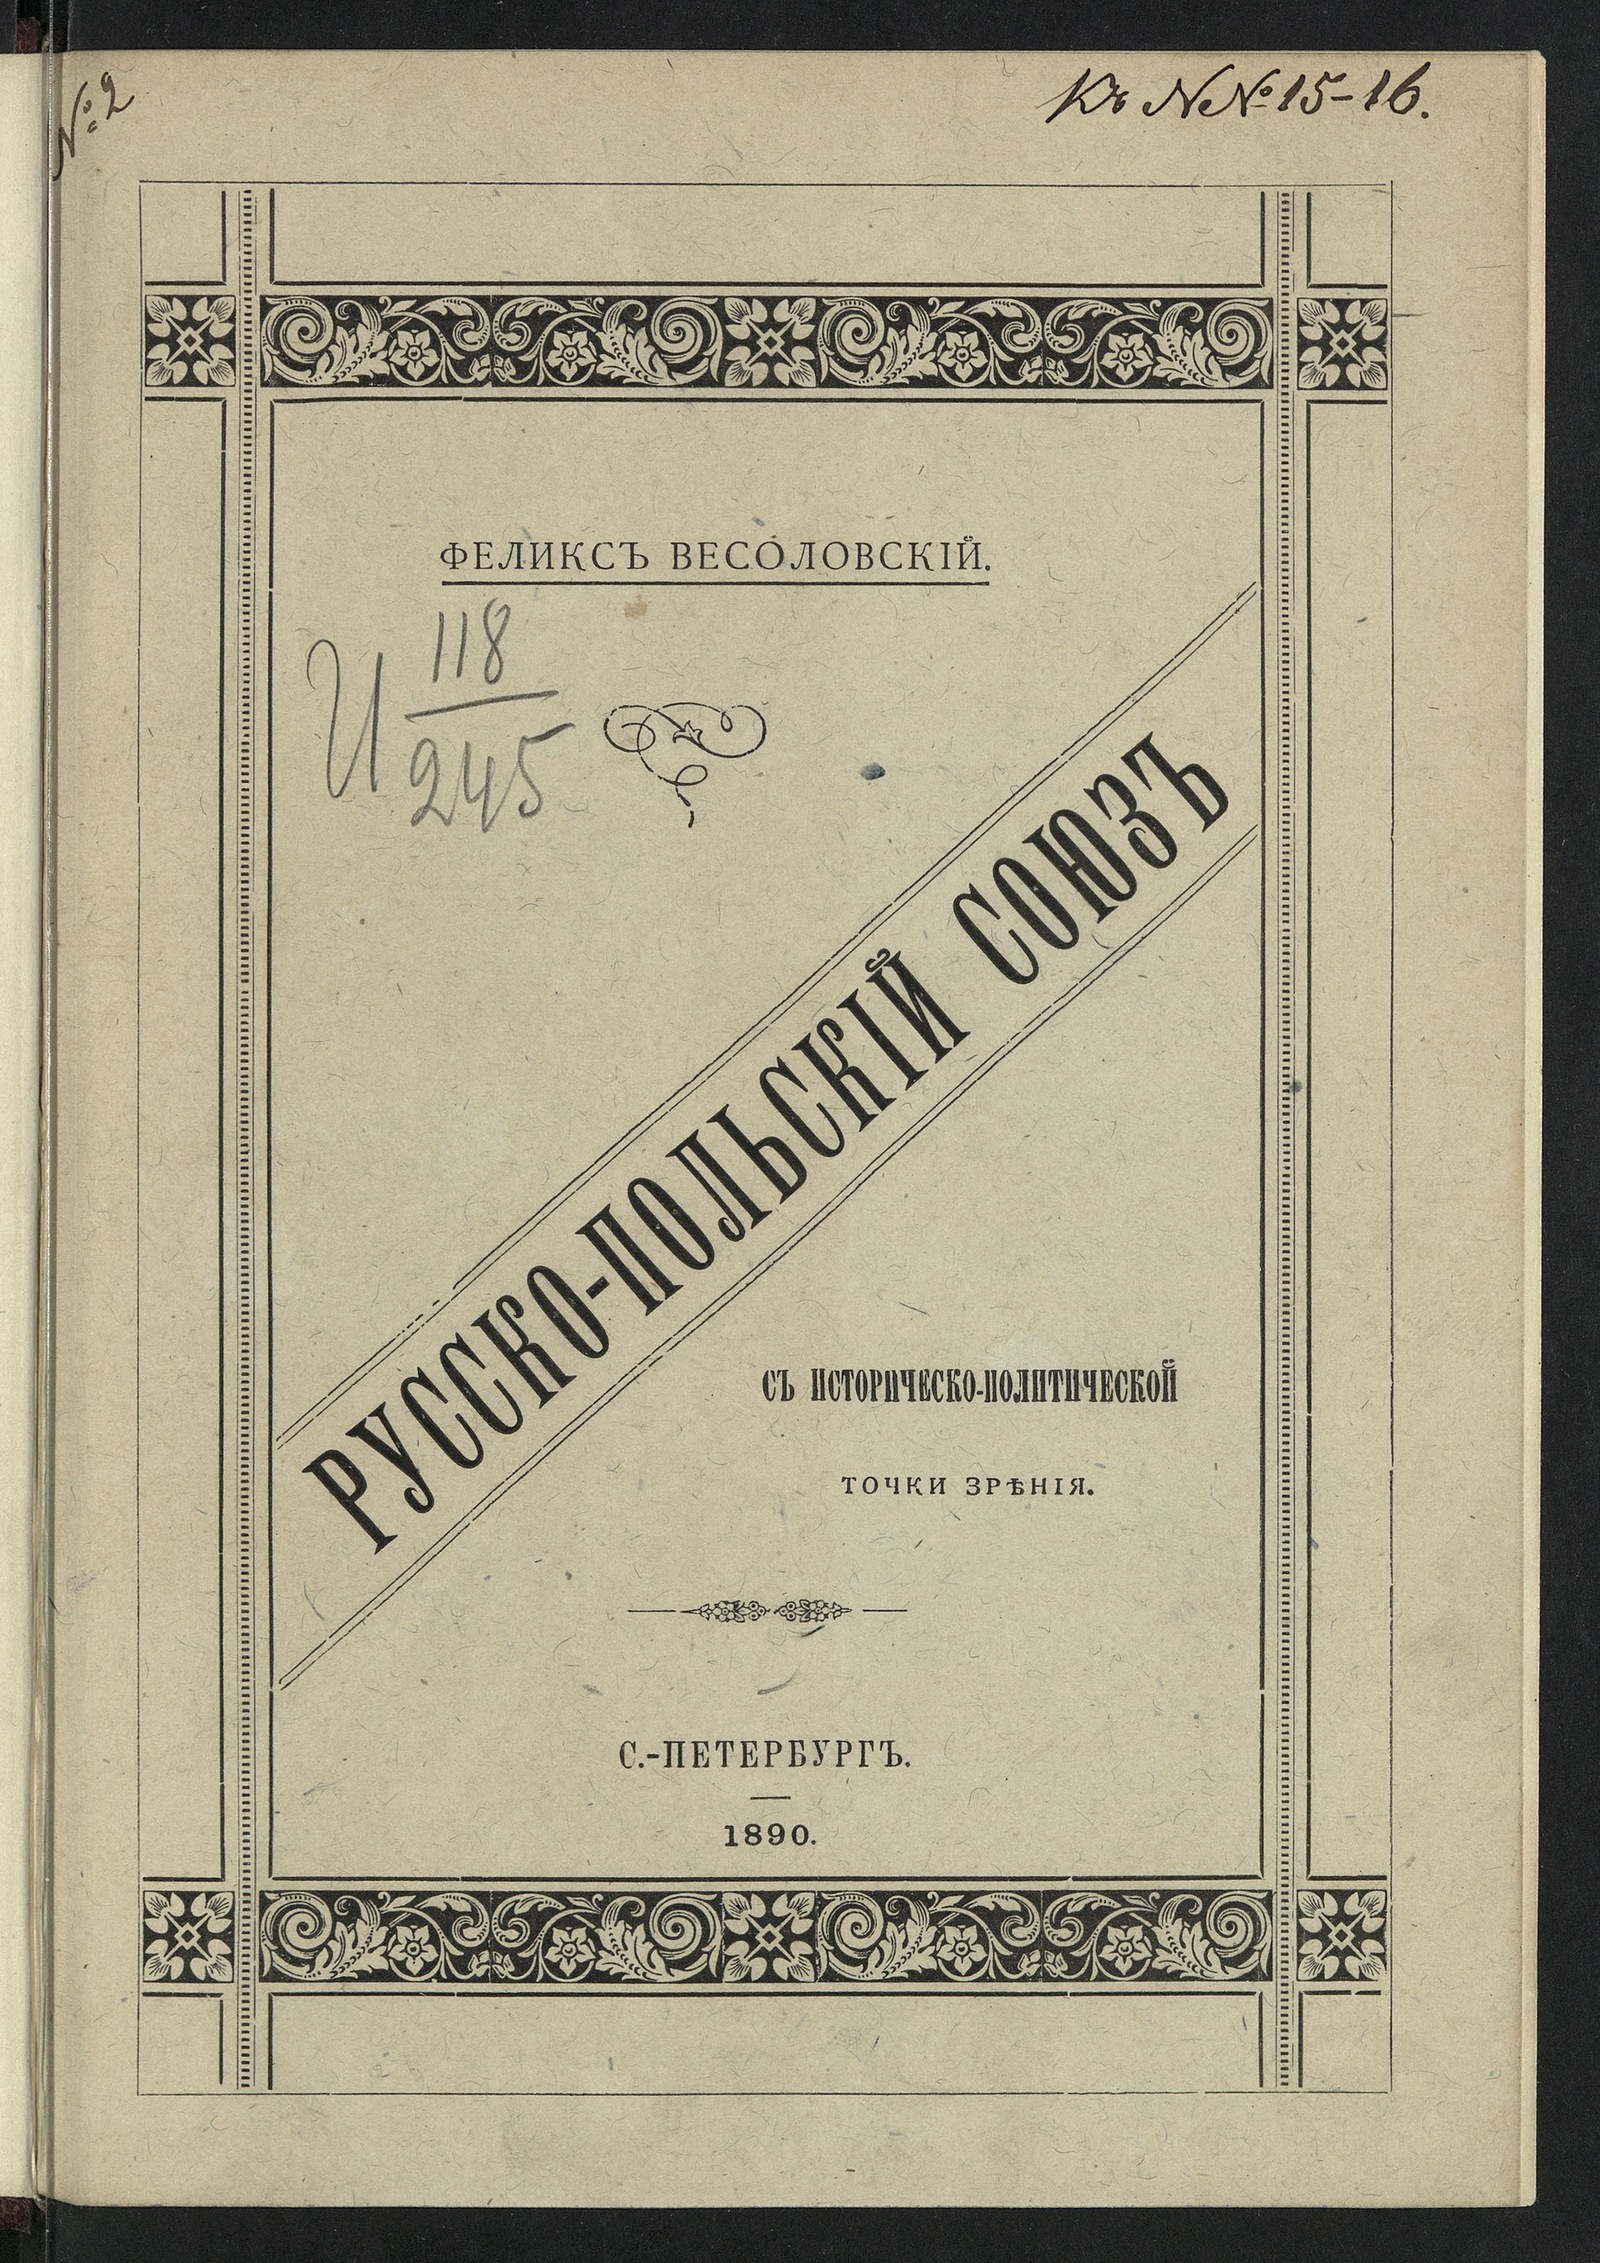 № 2
Къ №№ 15-16.
ФЕЛИКСЪ ВЕСОЛОВСКІЙ.
И 118
245
РУССКО-ПОЛЬСКІЙ СОЮЗЪ
СЪ ИСТОРИЧЕСКО-ПОЛИТИЧЕСКОЙ
ТОЧКИ ЗРѢНІЯ.
С.-ПЕТЕРБУРГЪ.
1890.